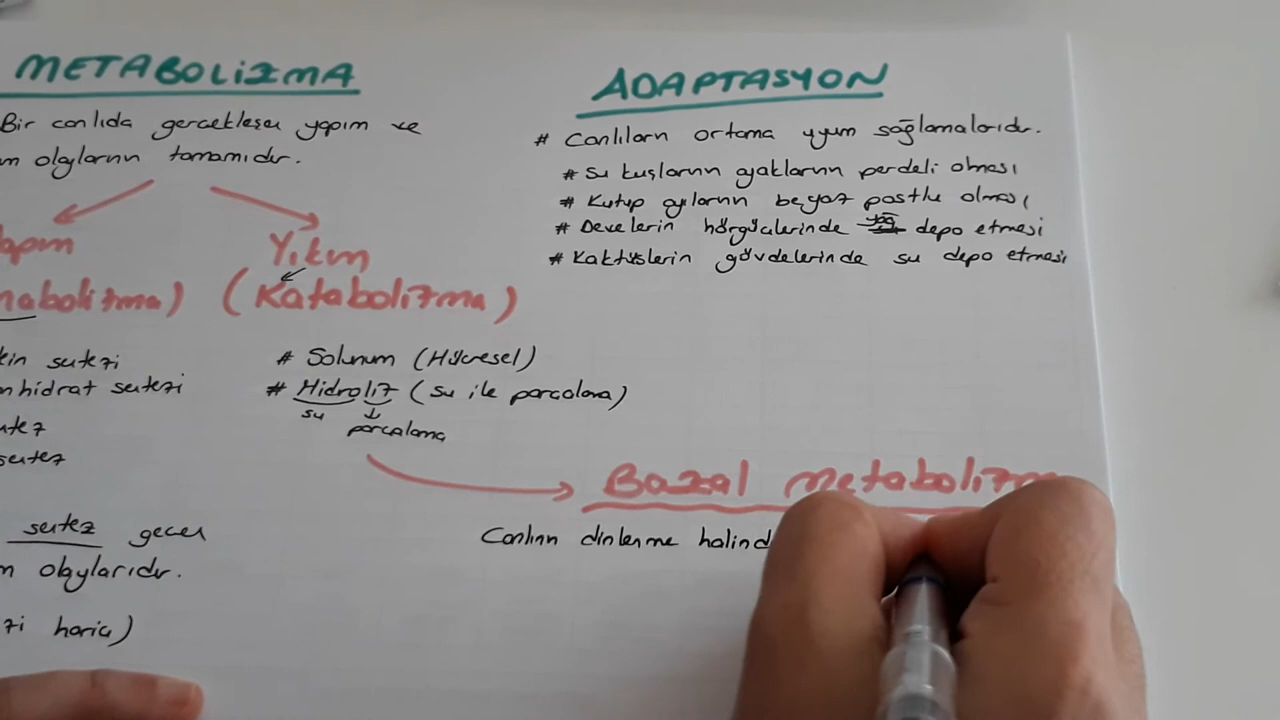 METABOLİZMA
Bir canlıda gerçekleşen yapım ve
m olaylarının tamamıdır.
apım
Yıkım
nabolizma) (Katabolizma)
ein sentezi
nhidrat sentezi
ntez
sentez
# Solunum (Hücresel)
# Hidroliz (su ile parçalama)
su
parçalama
sentez geçen
n olaylarıdır.
zi hariç)
ADAPTASYON
# Canlıların ortama uyum sağlamalarıdır.
# Su kuşlarının ayaklarının perdeli olması
# Kutup ayılarının beyaz postlu olması
# Develerin hörgüçlerinde yağ depo etmesi
# Kaktüslerin gövdelerinde su depo etmesi
Bazal Metabolizm
Canlının dinlenme halind